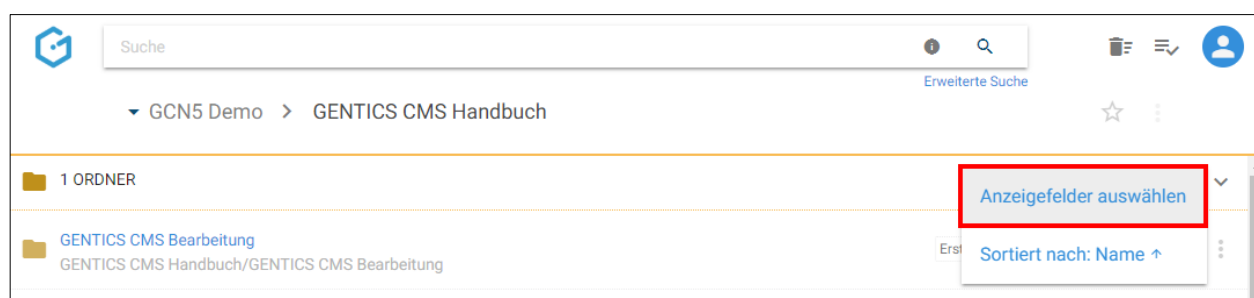 Suche
Erweiterte Suche
GCN5 Demo > GENTICS CMS Handbuch
1 ORDNER
Anzeigefelder auswählen
GENTICS CMS Bearbeitung
GENTICS CMS Handbuch/GENTICS CMS Bearbeitung
Sortiert nach: Name ↑